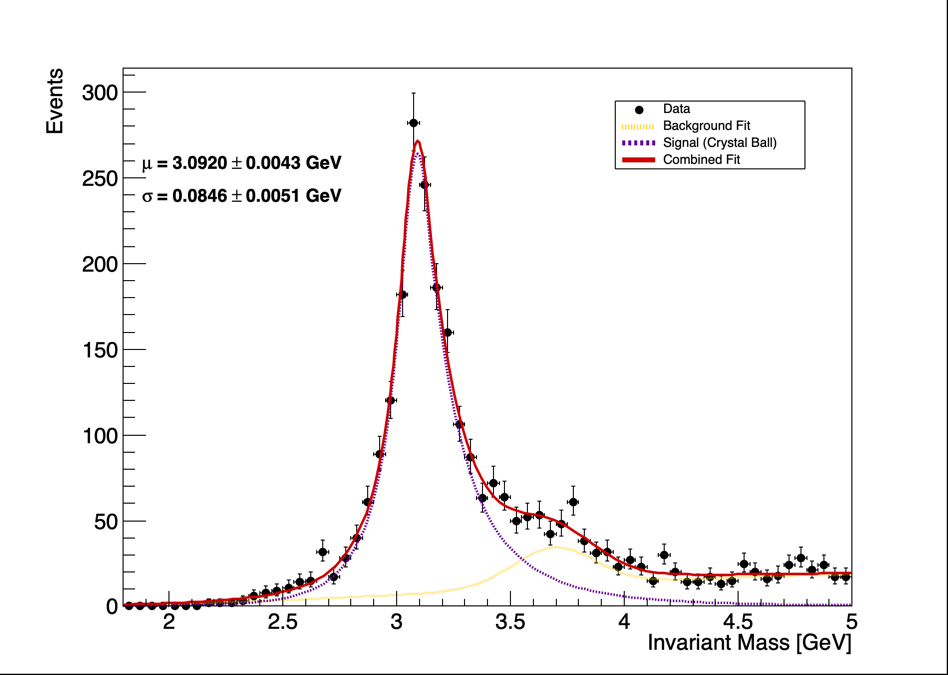 Events
300
250
200
150
100
50
0
μ = 3.0920 ± 0.0043 GeV
σ = 0.0846 ± 0.0051 GeV
Data
Background Fit
Signal (Crystal Ball)
Combined Fit
2 2.5 3 3.5 4 4.5 5
Invariant Mass [GeV]